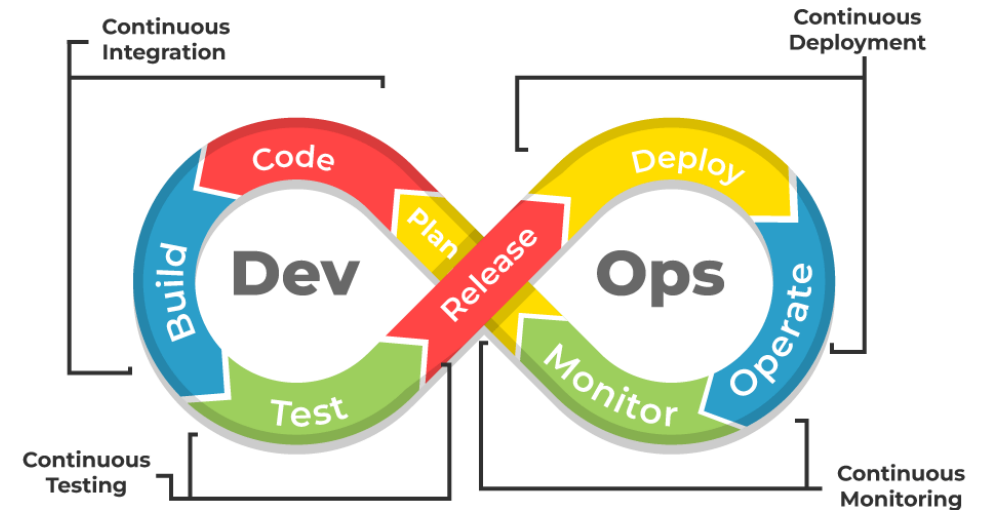 Continuous
Integration
Continuous
Deployment
Code
Deploy
Plan
Dev
Release
Ops
Build
Operate
Test
Monitor
Continuous
Testing
Continuous
Monitoring